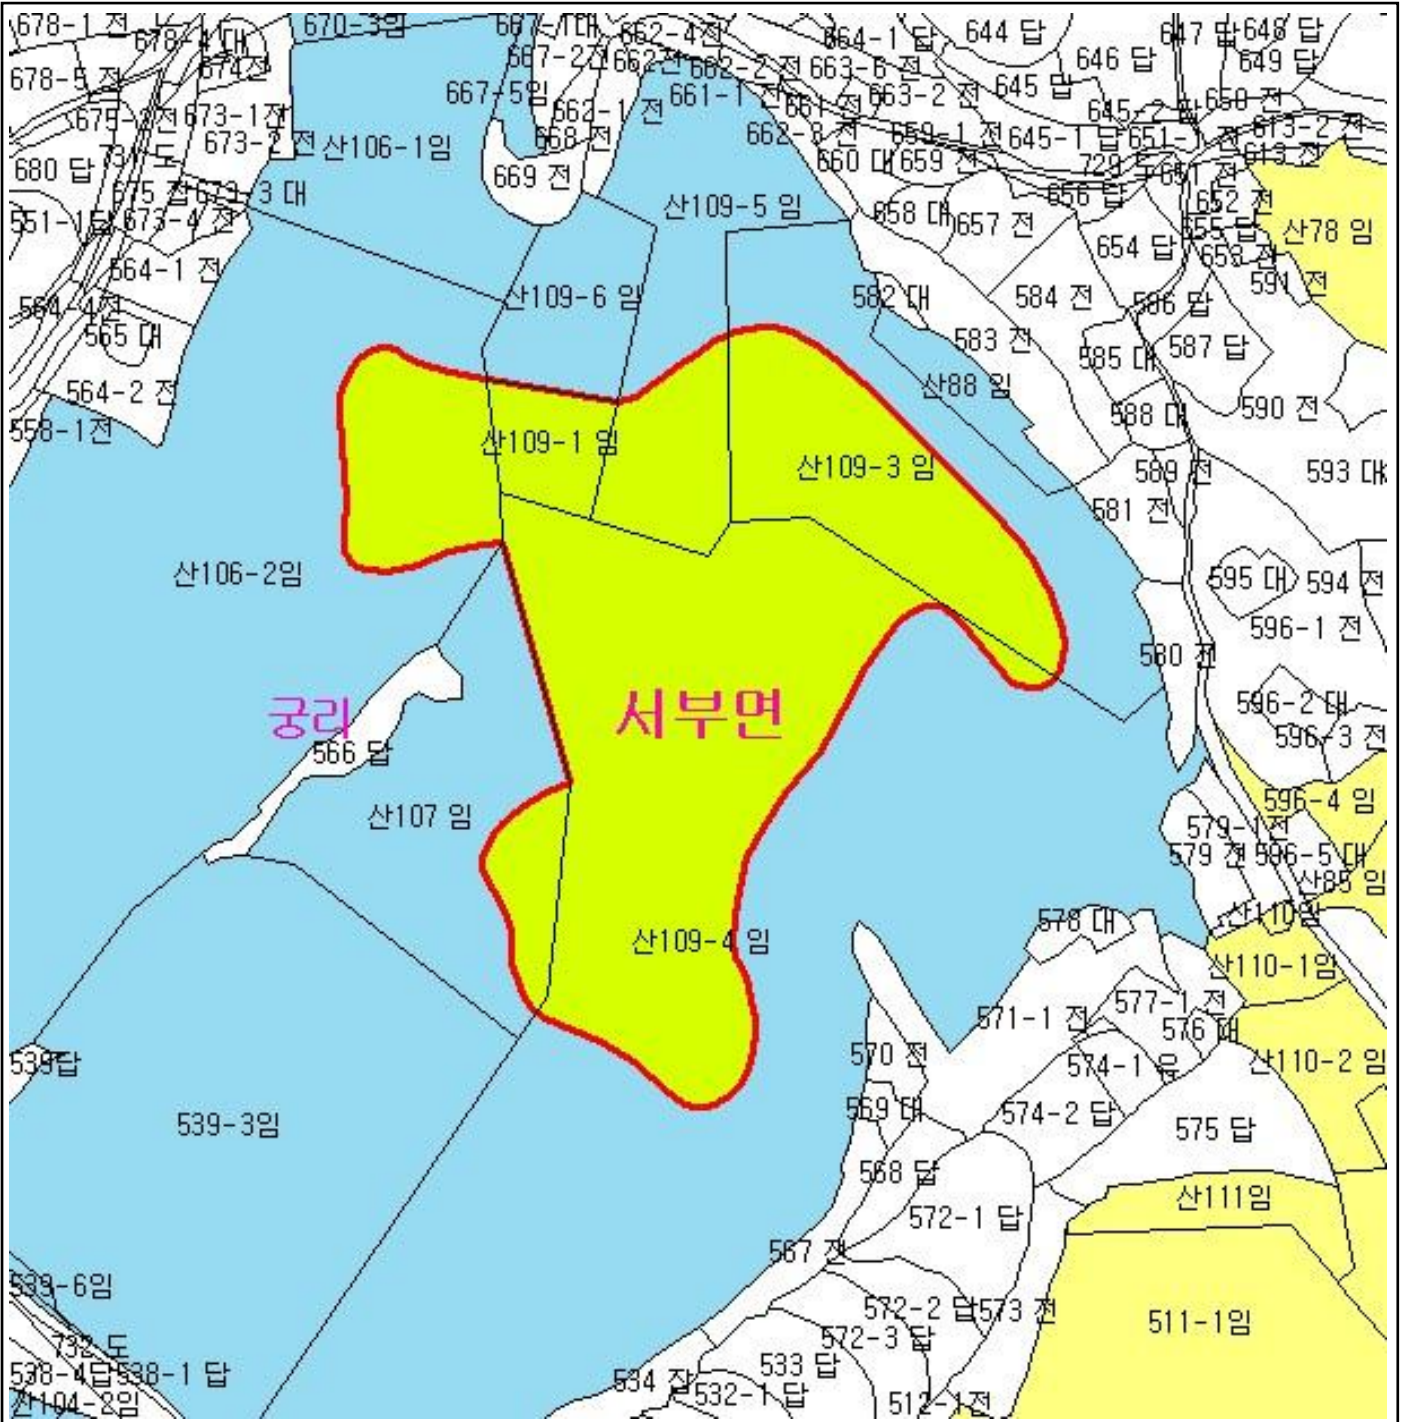 678-1 전
678-4 대
670-3임
667-1대
662-4전
664-1 답
644 답
647 답
648 답
678-5 전
674전
667-2전
662전
662-2 전
663-6 전
646 답
649 답
667-5임
662-1 전
661-1 전
661 전
663-2 전
645 답
645-2 답
650 전
673-1전
673-2 전
산106-1임
668 전
662-3 전
659-1 전
645-1 답
613-2 전
680 답
669 전
660 대
659 전
613 전
673-3 대
651 전
산109-5 임
658 대
657 전
656 답
652 전
산78 임
551-1답
673-4 전
654 답
653 전
564-1 전
591 전
564-4전
산109-6 임
582 대
584 전
586 답
565 대
583 전
585 대
587 답
564-2 전
산88 임
588 대
590 전
558-1전
산109-1 임
산109-3 임
589 전
593 대
581 전
산106-2임
595 대
594 전
596-1 전
580 전
궁리
서부면
596-2 대
596-3 전
566 답
산107 임
596-4 임
579-1전
579 전
596-5 대
산85 임
산109-4 임
578 대
산110임
산110-1임
577-1 전
571-1 전
576 대
539답
570 전
574-1 유
산110-2 임
539-3임
569 대
574-2 답
575 답
568 답
산111임
572-1 답
567 전
539-6임
572-2 답
573 전
511-1임
732 도
572-3 답
538-4답
538-1 답
533 답
534 잡
532-1 답
512-1전
산104-2임